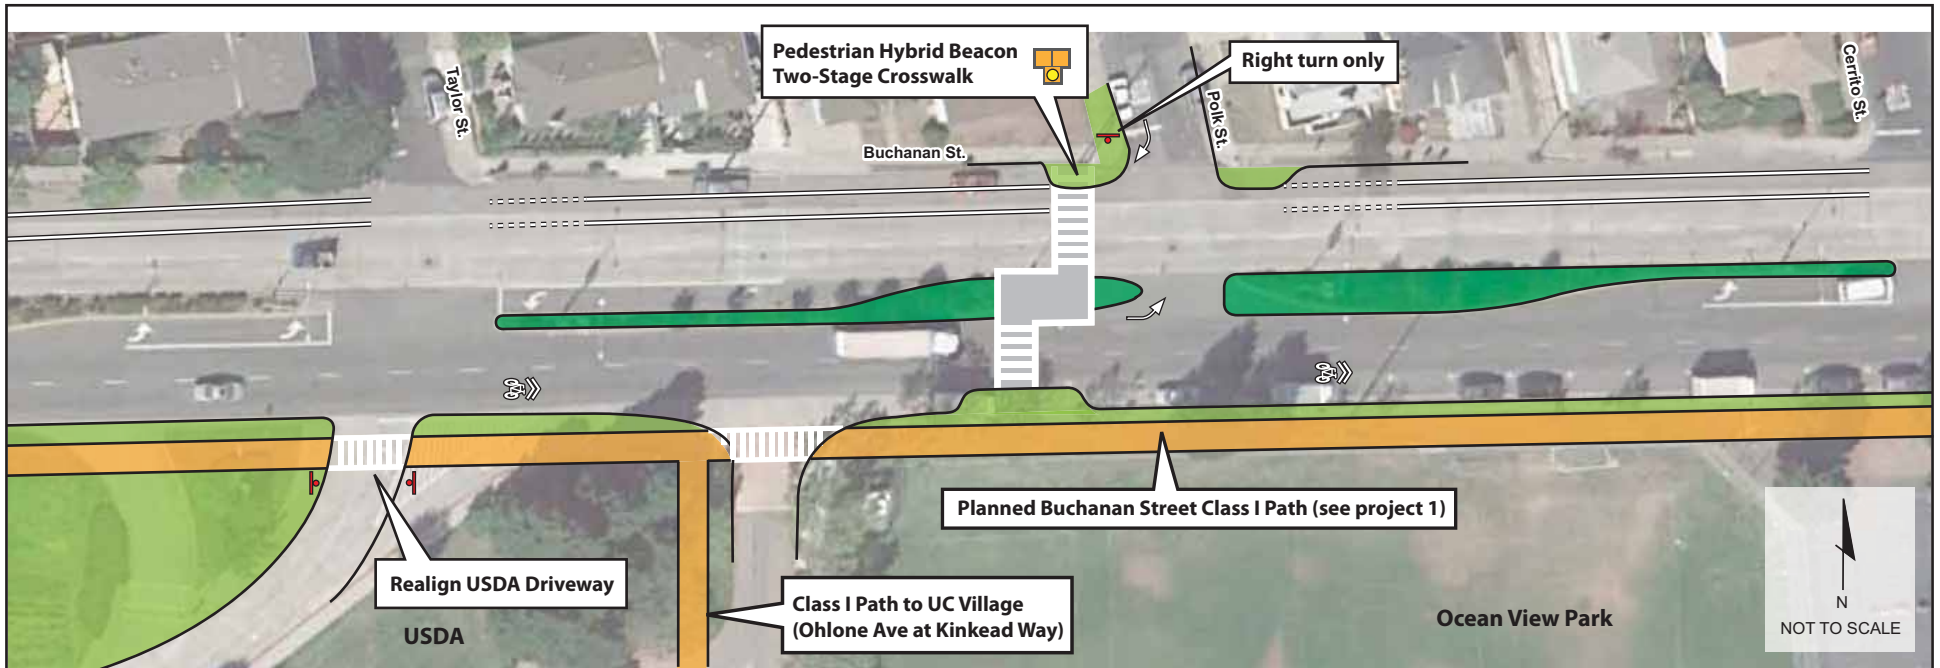 Pedestrian Hybrid Beacon
Two-Stage Crosswalk
Right turn only
Taylor St.
Polk St.
Cerrito St.
Buchanan St.
Planned Buchanan Street Class I Path (see project 1)
Realign USDA Driveway
Class I Path to UC Village
(Ohlone Ave at Kinkead Way)
USDA
Ocean View Park
N
NOT TO SCALE